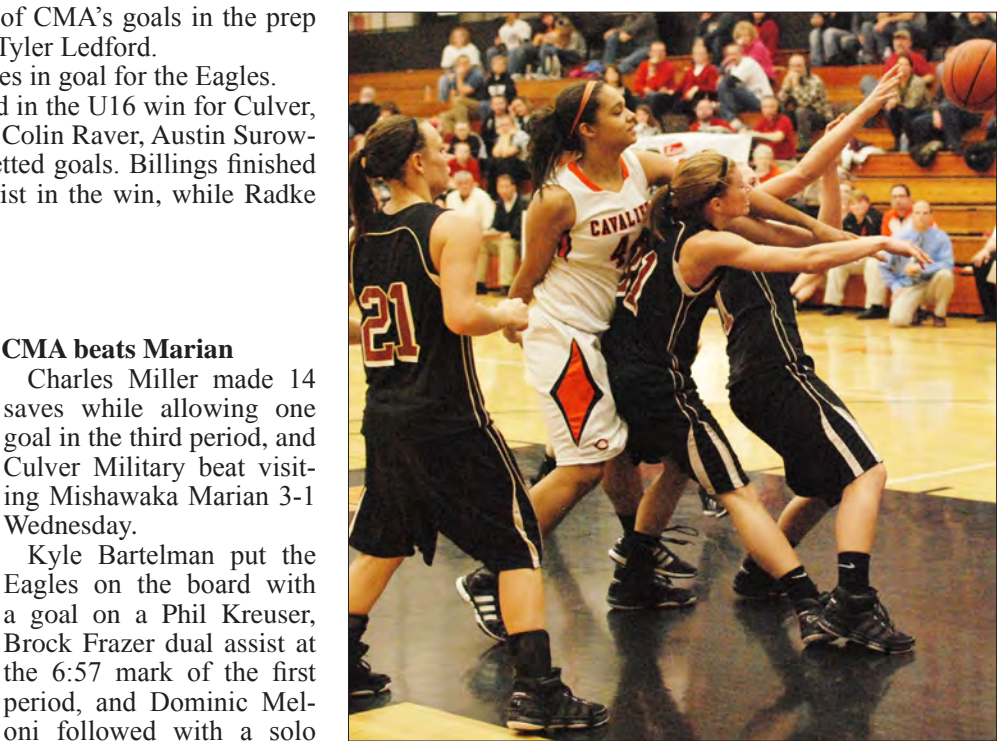 of CMA's goals in the prep
Tyler Ledford.
es in goal for the Eagles.
d in the U16 win for Culver,
Colin Raver, Austin Surow-
etted goals. Billings finished
ist in the win, while Radke
CMA beats Marian
Charles Miller made 14
saves while allowing one
goal in the third period, and
Culver Military beat visit-
ing Mishawaka Marian 3-1
Wednesday.
Kyle Bartelman put the
Eagles on the board with
a goal on a Phil Kreuser,
Brock Frazer dual assist at
the 6:57 mark of the first
period, and Dominic Mel-
oni followed with a solo
CAVALIE
21